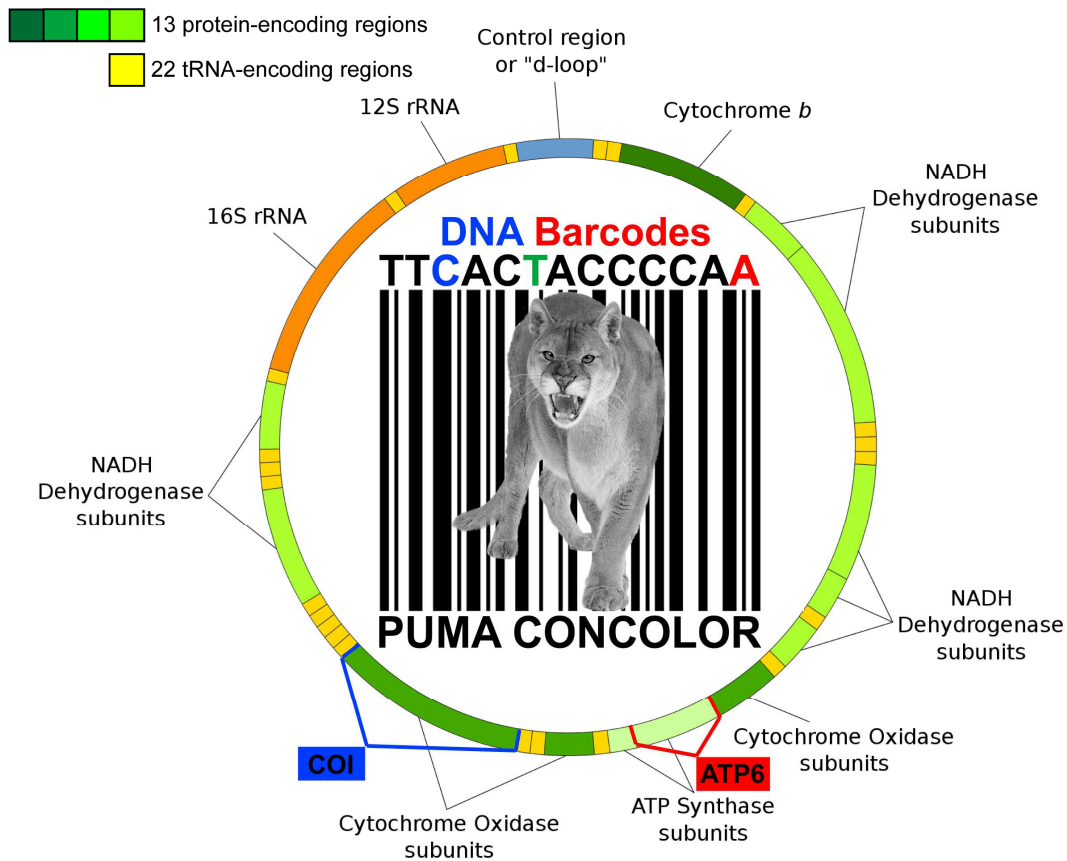 13 protein-encoding regions
22 tRNA-encoding regions
Control region
or "d-loop"
12S rRNA
Cytochrome b
NADH
Dehydrogenase
subunits
16S rRNA
DNA Barcodes
TTCACTACCCCAA
PUMA CONCOLOR
NADH
Dehydrogenase
subunits
NADH
Dehydrogenase
subunits
COI
ATP6
Cytochrome Oxidase
subunits
ATP Synthase
subunits
Cytochrome Oxidase
subunits